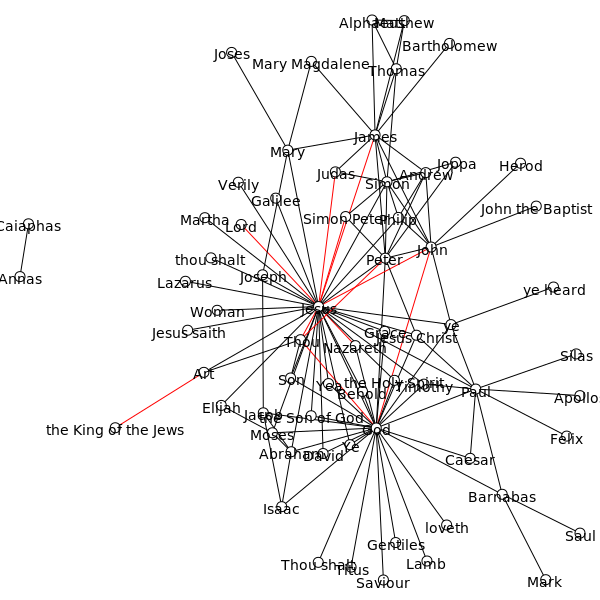 Alphaeus
Matthew
Bartholomew
Joses
Mary Magdalene
Thomas
James
Mary
Judas
Simon
Andrew
Joppa
Herod
Verily
Galilee
Martha
Lord
Simon Peter
Philip
John the Baptist
Caiaphas
thou shalt
Peter
John
Annas
Lazarus
Joseph
ye heard
Woman
Jesus
Jesus saith
Thou
Grace
Jesus Christ
ye
Nazareth
Silas
Art
Son
Yea
the Holy Spirit
Timothy
Behold
Paul
Apollos
Elijah
Jacob
the Son of God
the King of the Jews
Moses
God
Felix
Abraham
David
Ye
Caesar
Isaac
Barnabas
loveth
Saul
Gentiles
Thou shalt
Titus
Lamb
Saviour
Mark